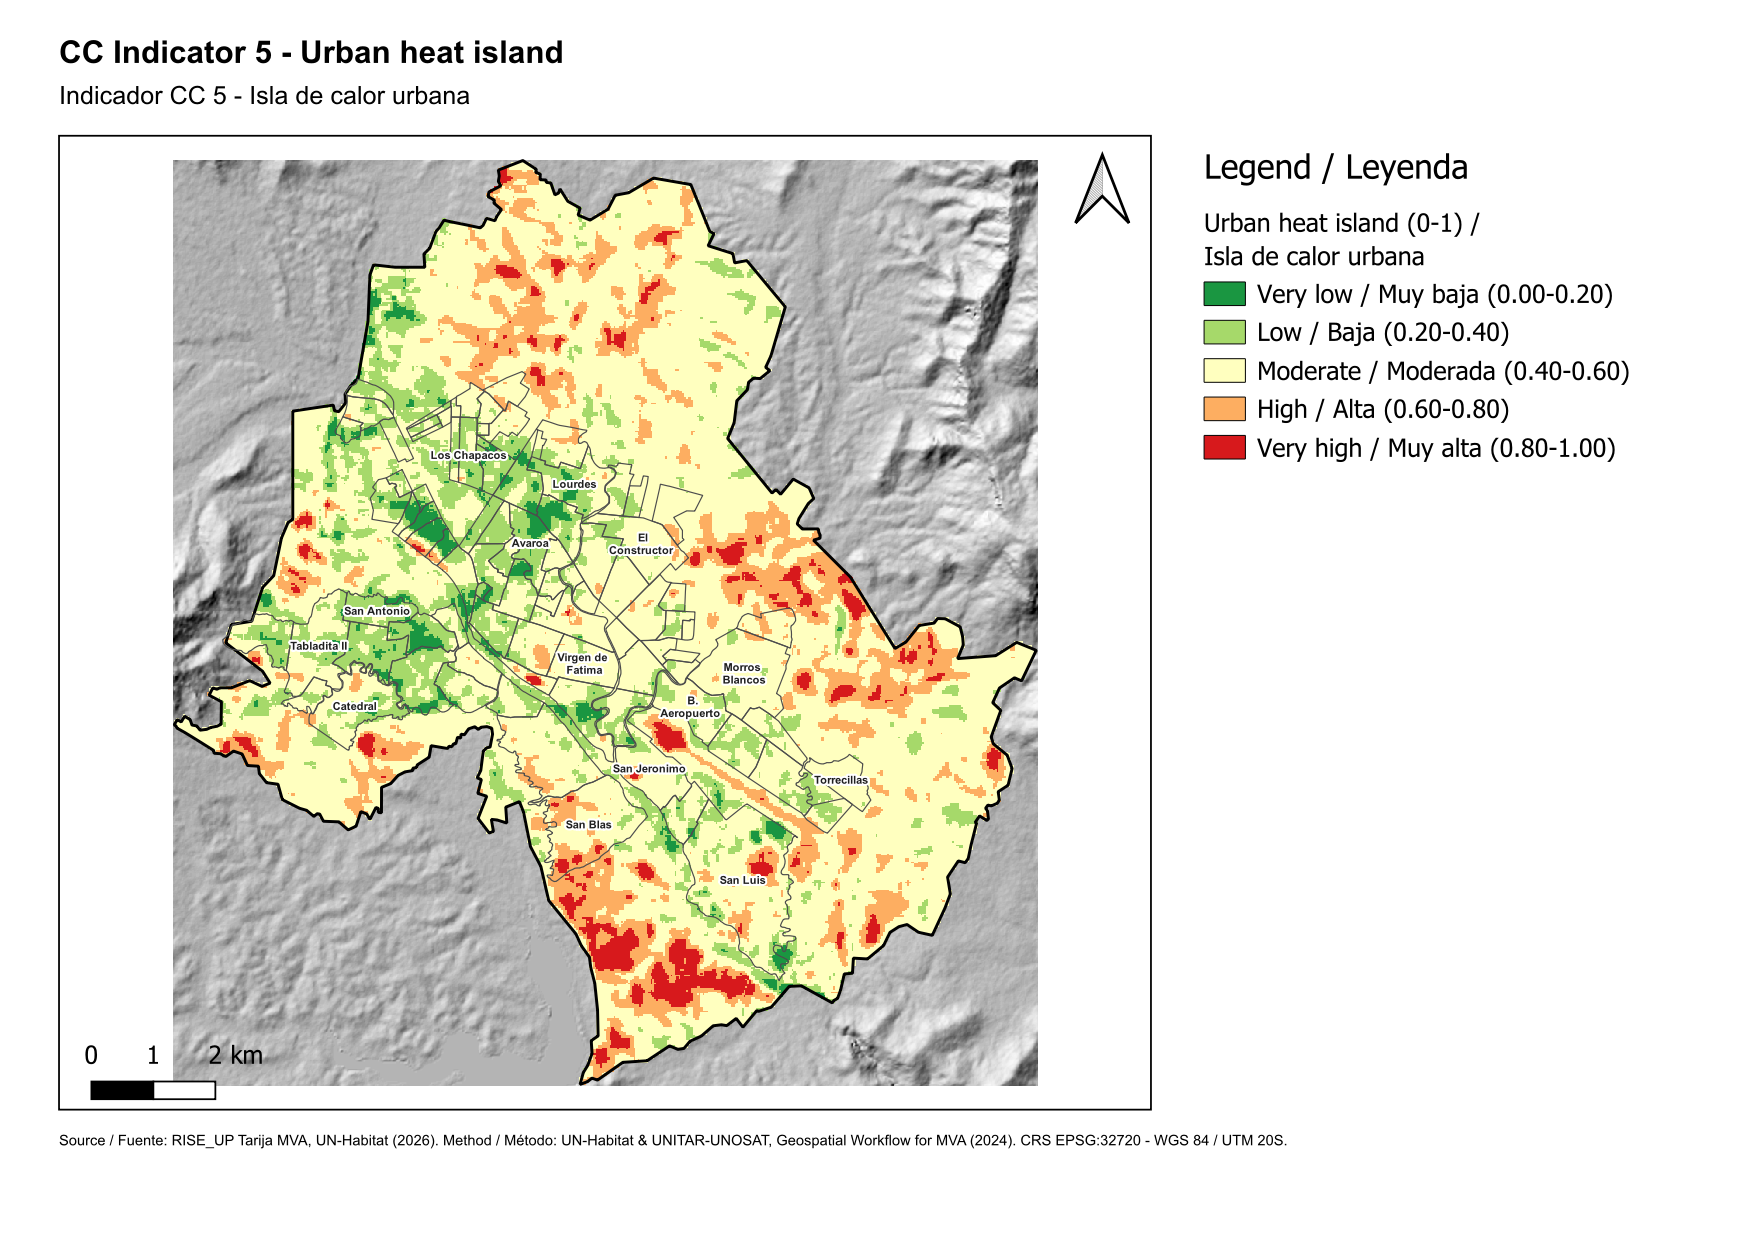 CC Indicator 5 - Urban heat island
Indicador CC 5 - Isla de calor urbana
Legend / Leyenda
Urban heat island (0-1) /
Isla de calor urbana
Very low / Muy baja (0.00-0.20)
Low / Baja (0.20-0.40)
Moderate / Moderada (0.40-0.60)
High / Alta (0.60-0.80)
Very high / Muy alta (0.80-1.00)
Los Chapacos
Lourdes
Avaroa
El
Constructor
San Antonio
Tabladita II
Virgen de
Fatima
Morros
Blancos
Catedral
B.
Aeropuerto
San Jeronimo
Torrecillas
San Blas
San Luis
0 1 2 km
Source / Fuente: RISE_UP Tarija MVA, UN-Habitat (2026). Method / Método: UN-Habitat & UNITAR-UNOSAT, Geospatial Workflow for MVA (2024). CRS EPSG:32720 - WGS 84 / UTM 20S.